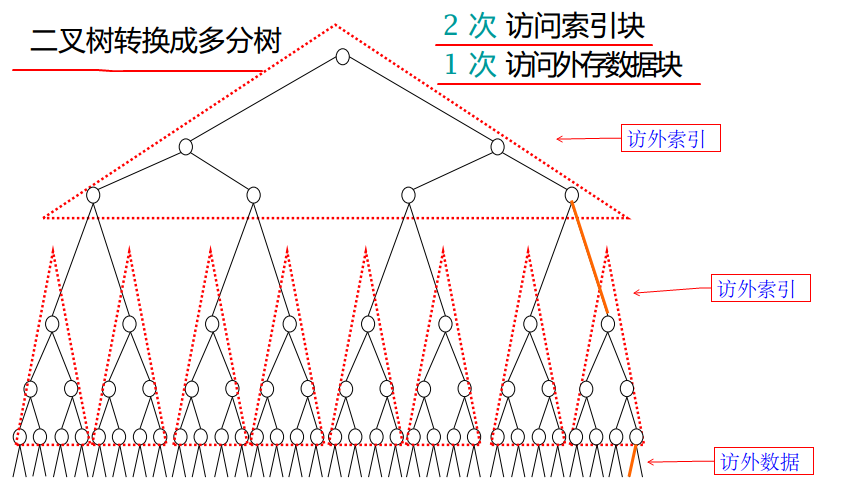 二叉树转换成多分树
2 次 访问索引块
1 次 访问外存数据块
访外索引
访外索引
访外数据